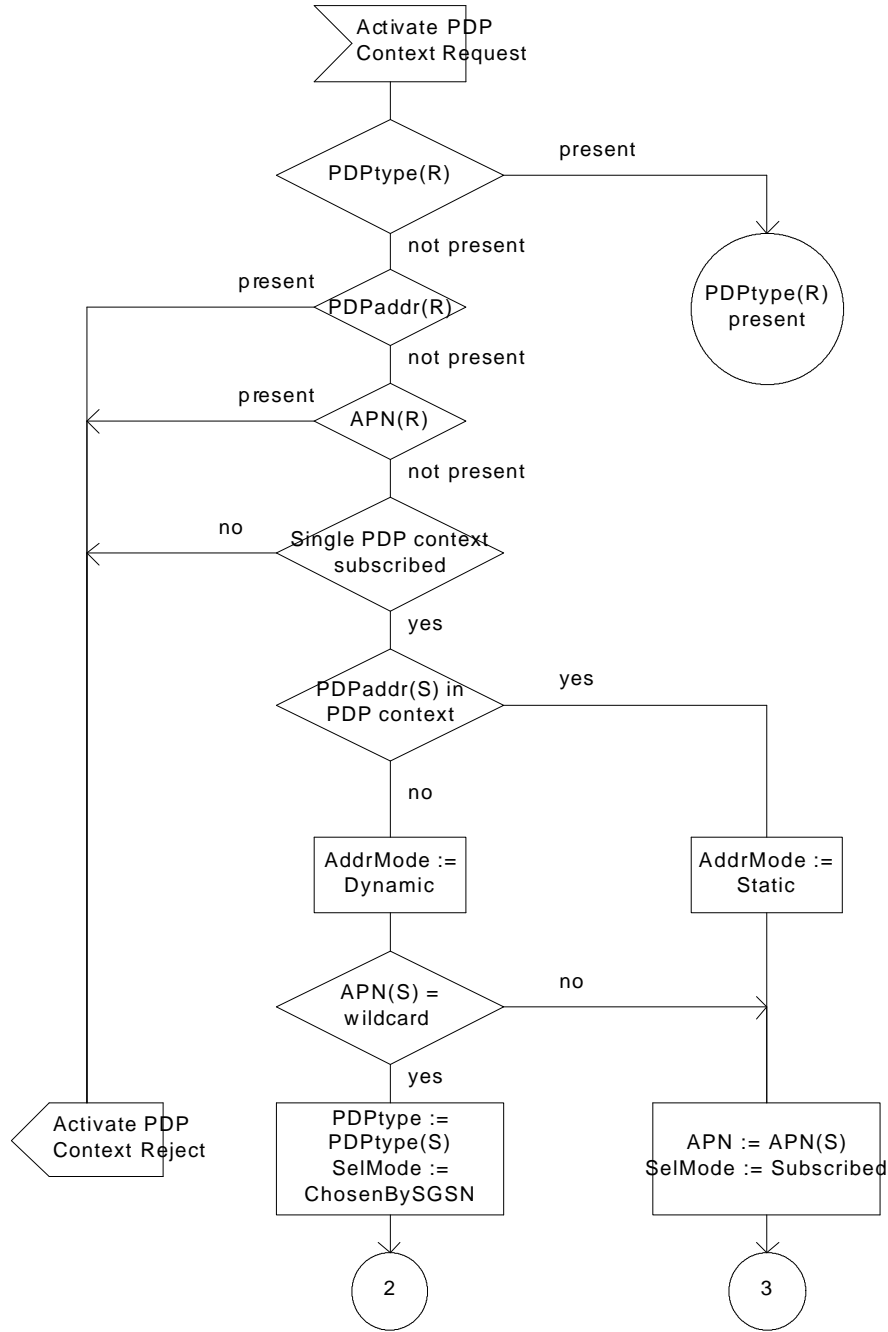 Activate PDP
Context Request
PDPtype(R)
present
not present
PDPtype(R)
present
present
PDPaddr(R)
not present
present
APN(R)
not present
no
Single PDP context
subscribed
yes
PDPaddr(S) in
PDP context
yes
no
AddrMode :=
Dynamic
AddrMode :=
Static
APN(S) =
wildcard
no
yes
Activate PDP
Context Reject
PDPtype :=
PDPtype(S)
SelMode :=
ChosenBySGSN
APN := APN(S)
SelMode := Subscribed
2
3